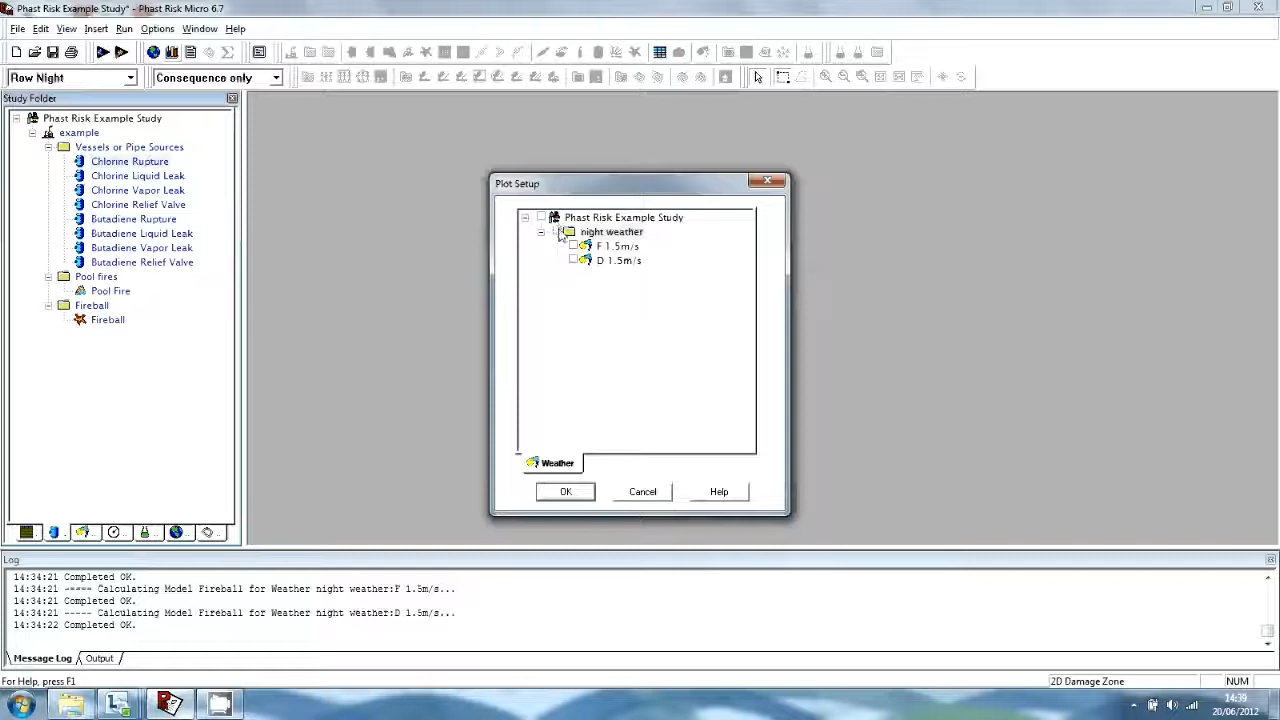 Phast Risk Example Study* - Phast Risk Micro 6.7
File Edit View Insert Run Options Window Help
Row Night Consequence only
Study Folder
Phast Risk Example Study
example
Vessels or Pipe Sources
Chlorine Rupture
Chlorine Liquid Leak
Chlorine Vapor Leak
Chlorine Relief Valve
Butadiene Rupture
Butadiene Liquid Leak
Butadiene Vapor Leak
Butadiene Relief Valve
Pool fires
Pool Fire
Fireball
Fireball
Plot Setup
Phast Risk Example Study
night weather
F 1.5m/s
D 1.5m/s
Weather
OK Cancel Help
Log
14:34:21 Completed OK.
14:34:21 ----- Calculating Model Fireball for Weather night weather:F 1.5m/s...
14:34:21 Completed OK.
14:34:21 ----- Calculating Model Fireball for Weather night weather:D 1.5m/s...
14:34:22 Completed OK.
Message Log Output
For Help, press F1 2D Damage Zone NUM
14:39
20/06/2012